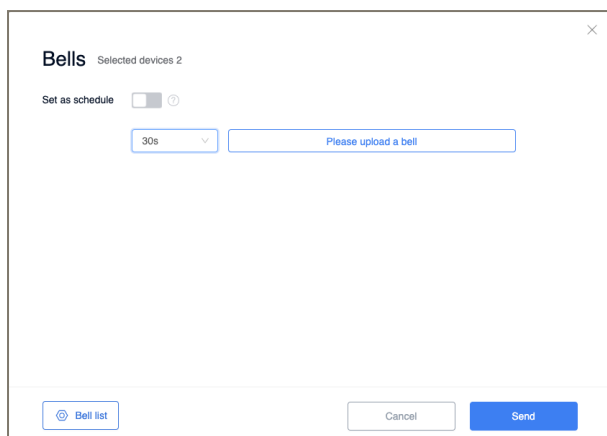 Bells Selected devices 2
Set as schedule ?
30s Please upload a bell
Bell list Cancel Send